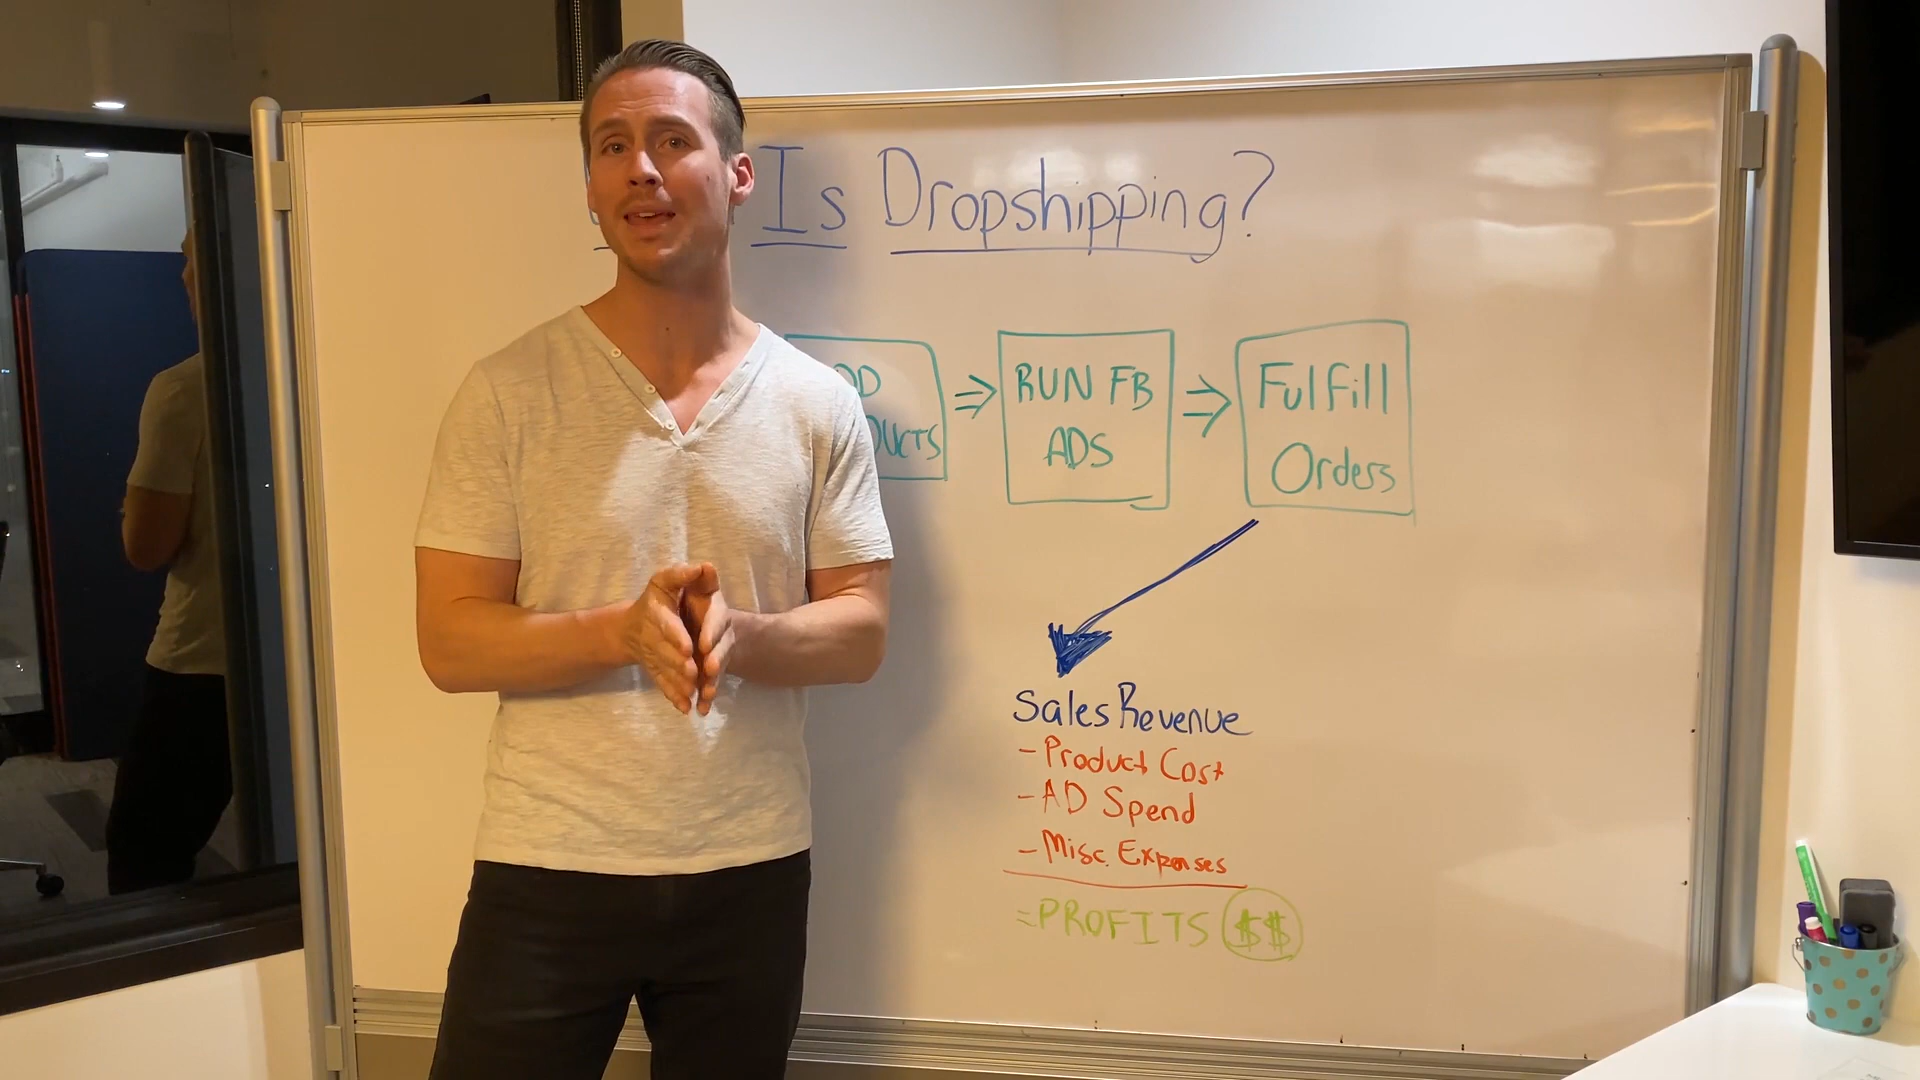 Is Dropshipping?
RUN FB
ADS
⇒
⇒
Fulfill
Orders
Sales Revenue
- Product Cost
- AD Spend
- Misc. Expenses
= PROFITS $$